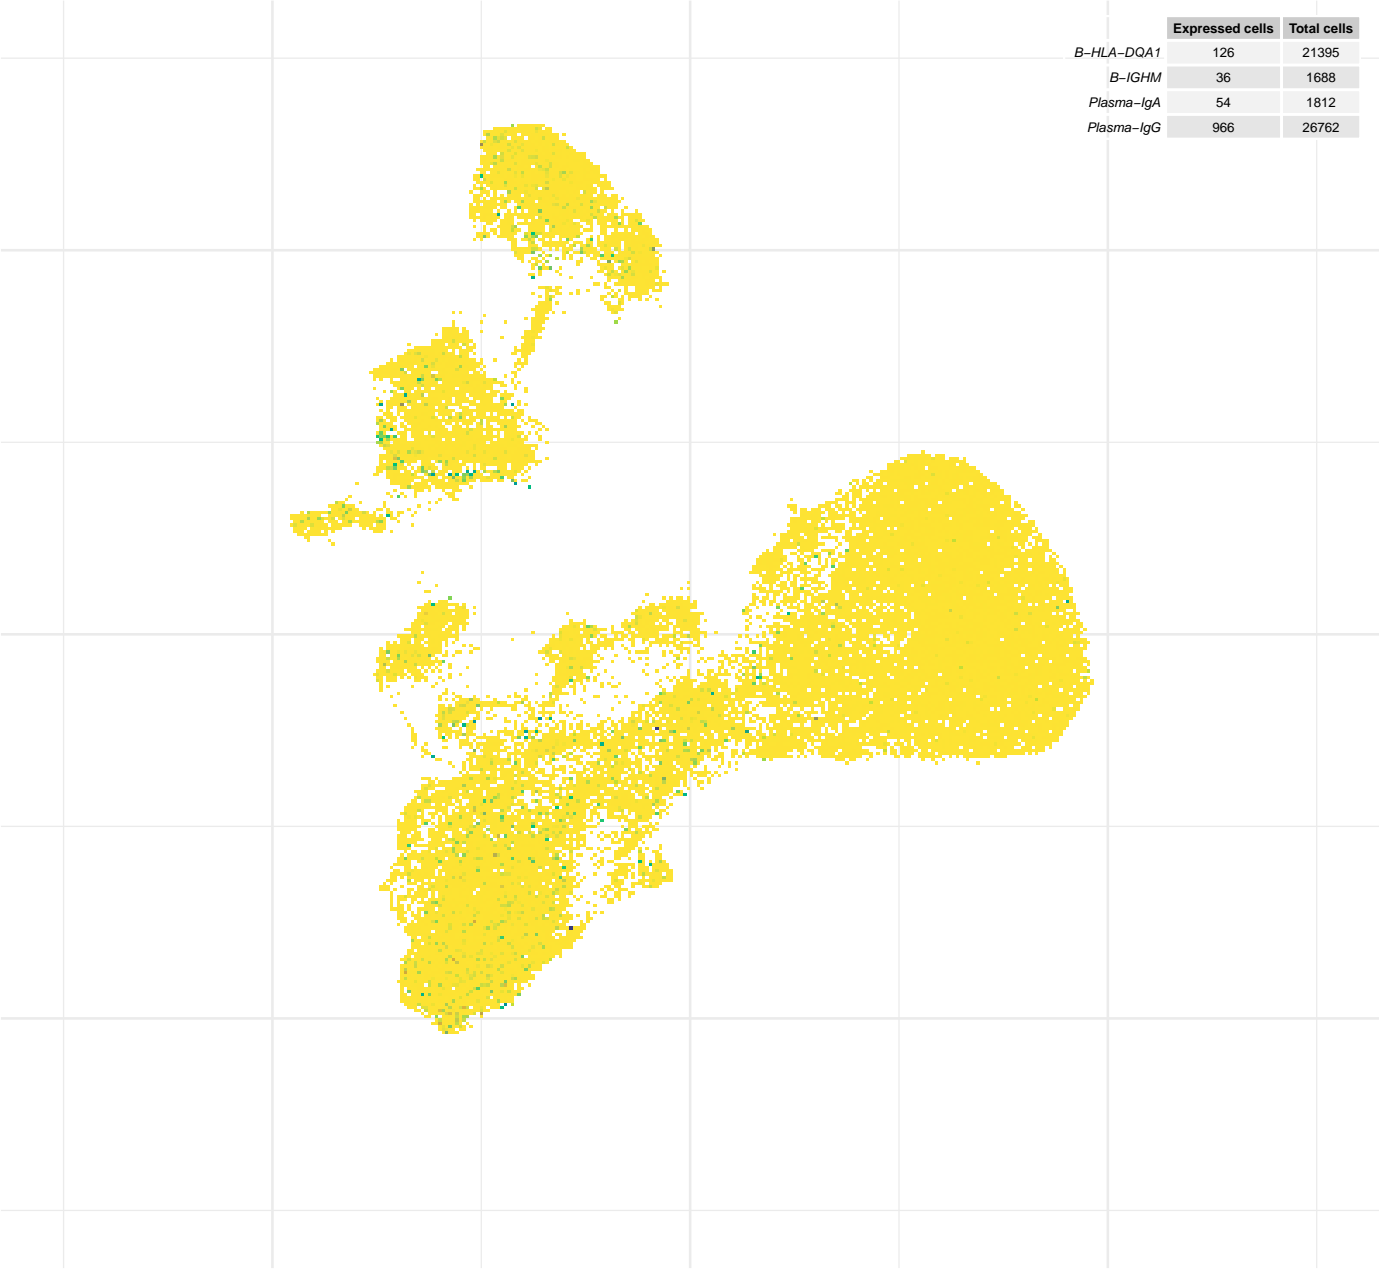 Expressed cells Total cells
B−HLA−DQA1 126 21395
B−IGHM 36 1688
Plasma−IgA 54 1812
Plasma−IgG 966 26762